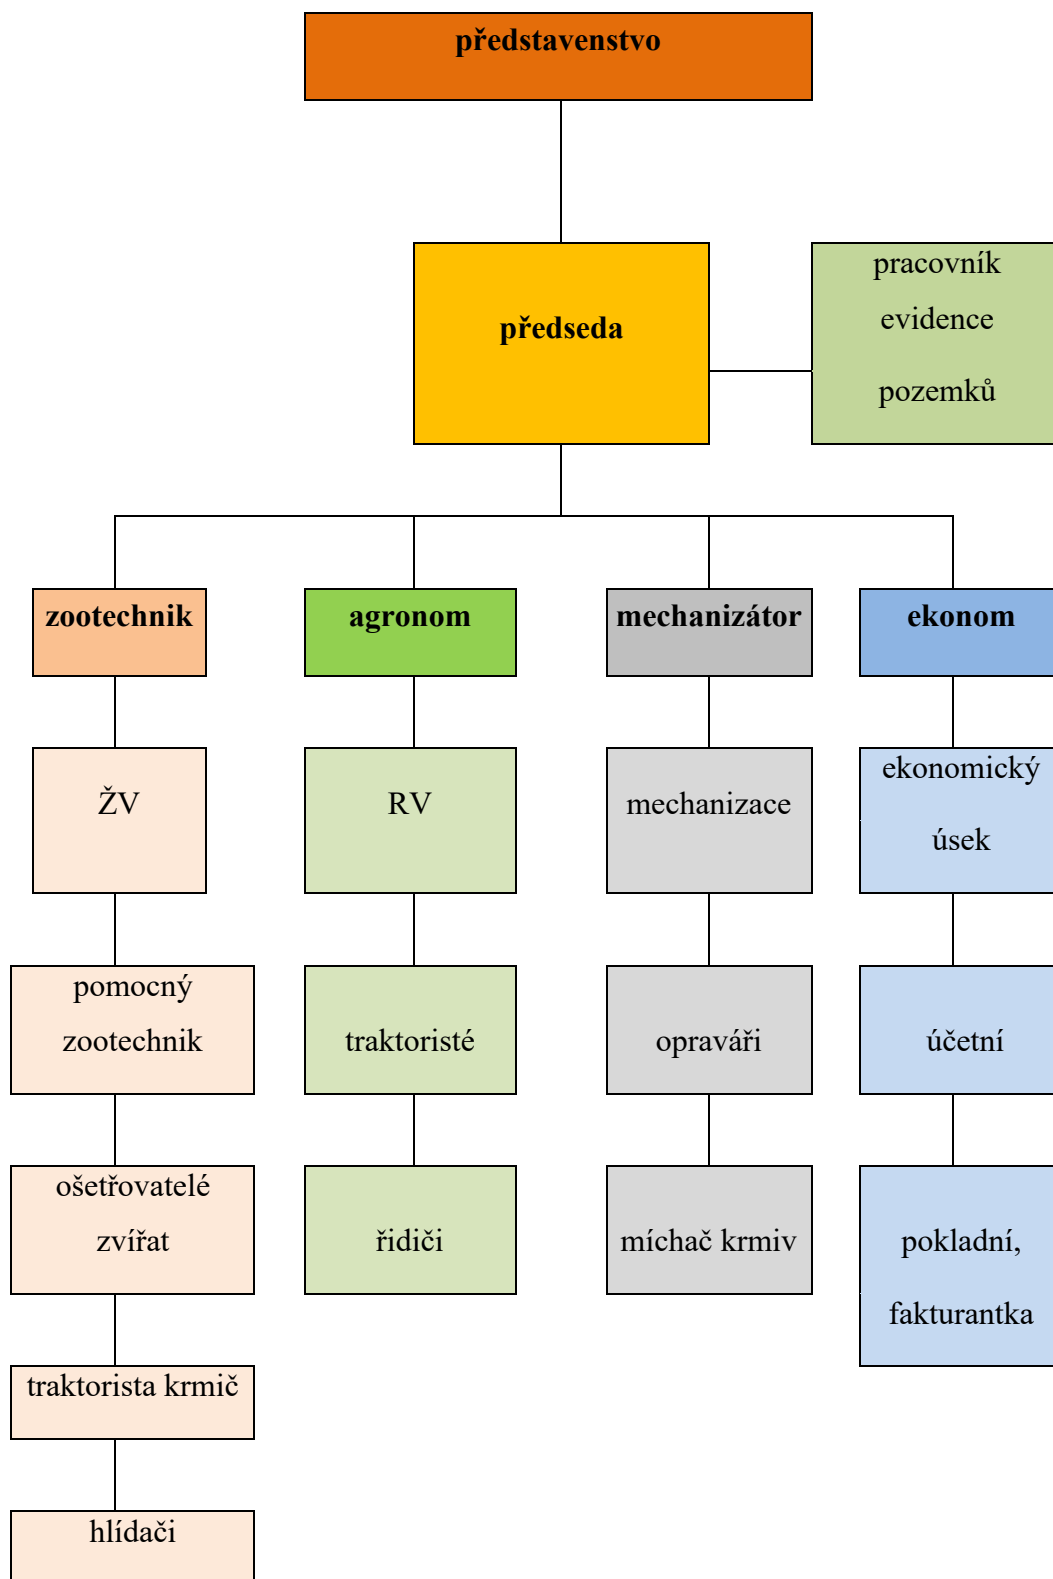 představenstvo
předseda
pracovník
evidence
pozemků
zootechnik
agronom
mechanizátor
ekonom
ŽV
RV
mechanizace
ekonomický
úsek
pomocný
zootechnik
traktoristé
opraváři
účetní
ošetřovatelé
zvířat
řidiči
míchač krmiv
pokladní,
fakturantka
traktorista krmič
hlídači